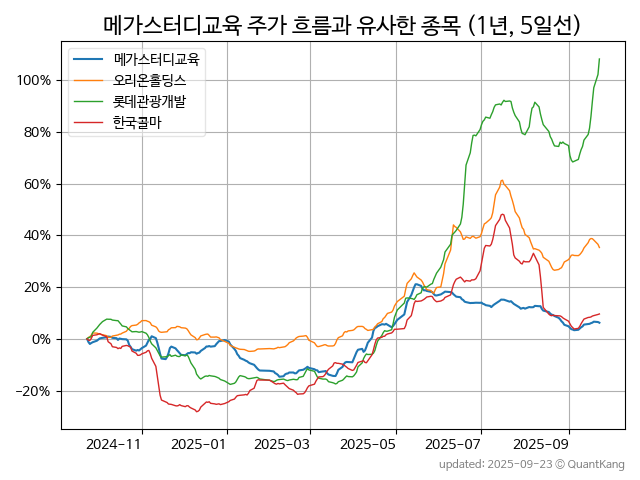 메가스터디교육 주가 흐름과 유사한 종목 (1년, 5일선)
메가스터디교육
오리온홀딩스
롯데관광개발
한국콜마
100%
80%
60%
40%
20%
0%
−20%
2024-11
2025-01
2025-03
2025-05
2025-07
2025-09
updated: 2025-09-23 © QuantKang